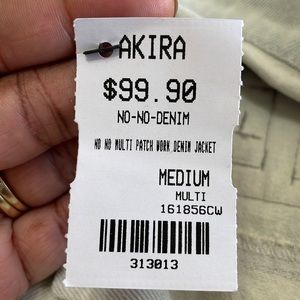 AKIRA
$99.90
NO-NO-DENIM
NO NO MULTI PATCH WORK DENIM JACKET
MEDIUM
MULTI
161856CW
313013